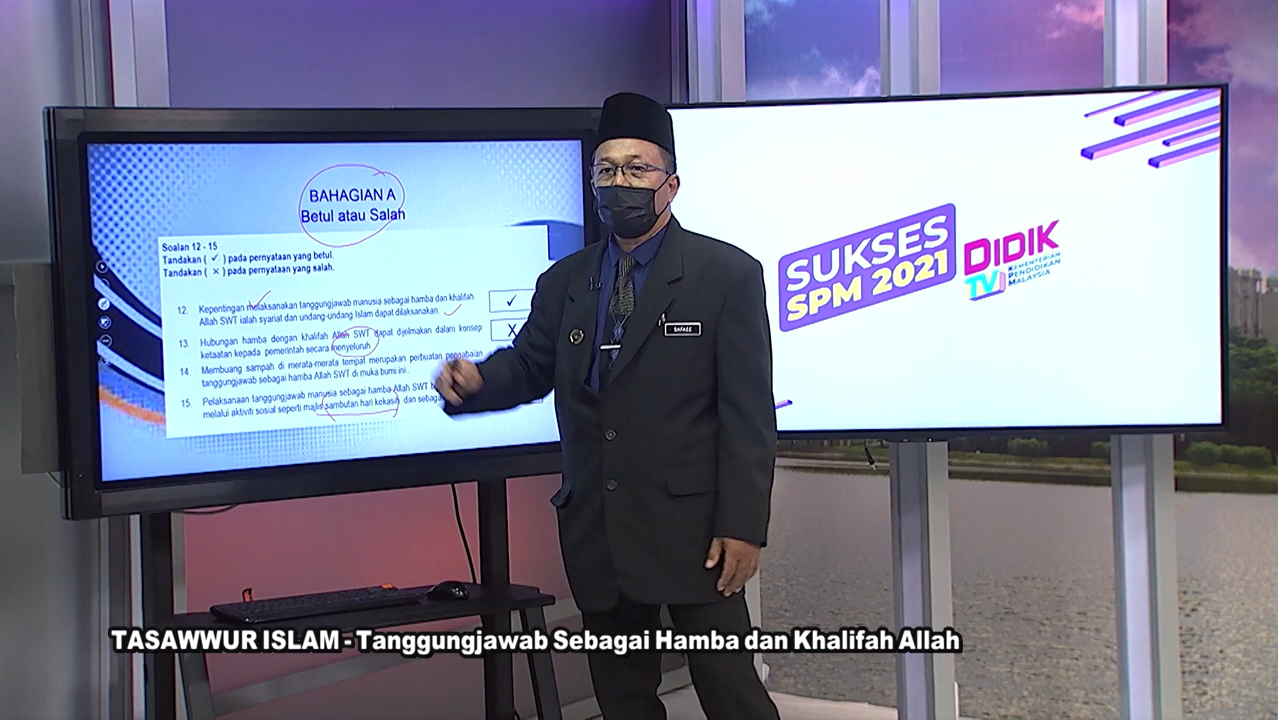 BAHAGIAN A
Betul atau Salah
Soalan 12 - 15
Tandakan ( ✓ ) pada pernyataan yang betul.
Tandakan ( × ) pada pernyataan yang salah.
12. Kepentingan melaksanakan tanggungjawab manusia sebagai hamba dan khalifah
Allah SWT ialah syariat dan undang-undang Islam dapat dilaksanakan.
✓
13. Hubungan hamba dengan khalifah Allah SWT dapat dijelmakan dalam konsep
ketaatan kepada pemerintah secara menyeluruh
X
14. Membuang sampah di merata-merata tempat merupakan perbuatan pengabaian
tanggungjawab sebagai hamba Allah SWT di muka bumi ini .
15. Pelaksanaan tanggungjawab manusia sebagai hamba Allah SWT
melalui aktiviti sosial seperti majlis sambutan hari kekasih dan sebaga
SUKSES
SPM 2021
DIDIK
TV
KEMENTERIAN
PENDIDIKAN
MALAYSIA
SAFAEE
TASAWWUR ISLAM - Tanggungjawab Sebagai Hamba dan Khalifah Allah